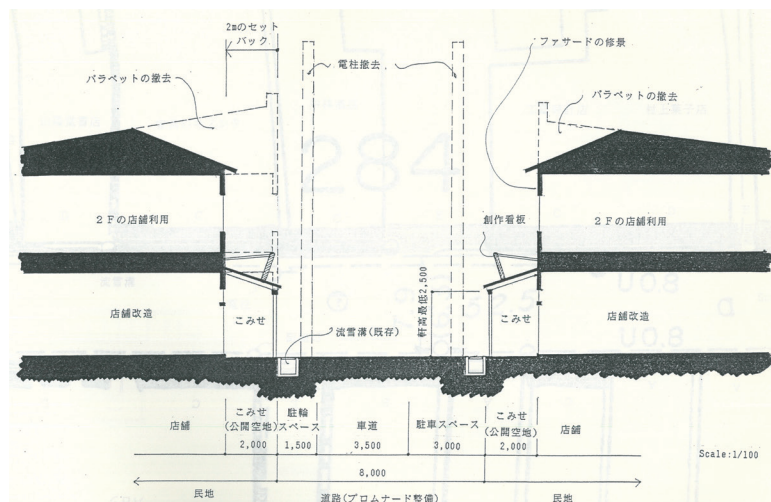 2mのセット
バック
ファサードの修景
パラペットの撤去
電柱撤去
パラペットの撤去
2Fの店舗利用
創作看板
2Fの店舗利用
軒高最低2,500
店舗改造
こみせ
流雪溝(既存)
こみせ
店舗改造
店舗
こみせ
(公開空地)
2,000
駐輪
スペース
1,500
車道
3,500
駐車スペース
3,000
こみせ
(公開空地)
2,000
店舗
Scale:1/100
8,000
民地
道路(プロムナード整備)
民地